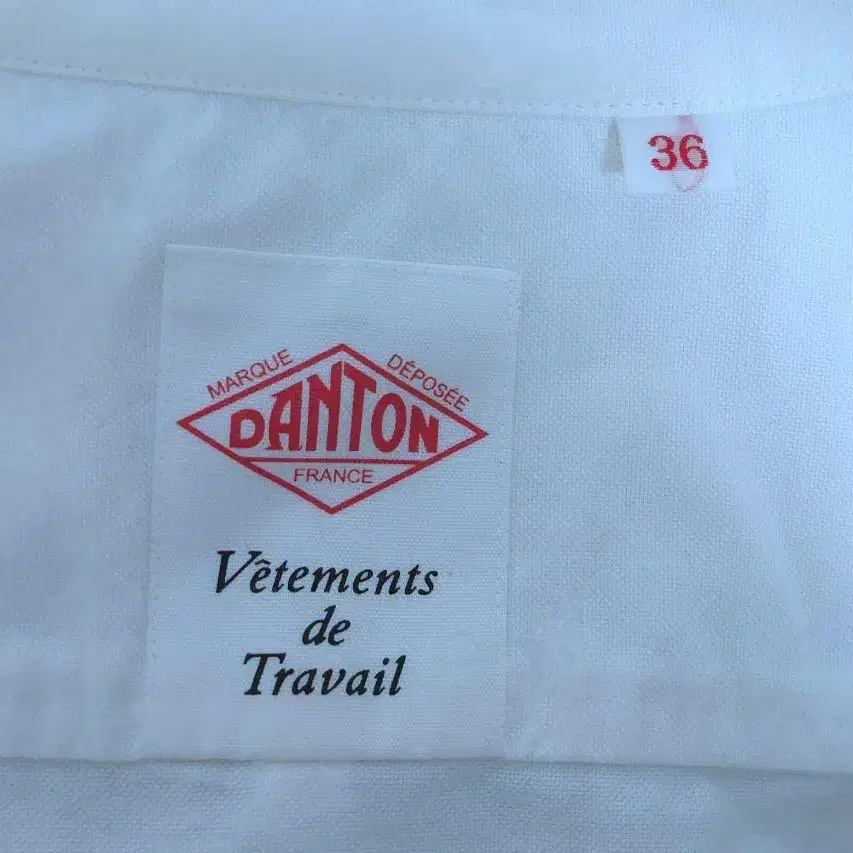 36
MARQUE DÉPOSÉE
DANTON
FRANCE
Vêtements
de
Travail